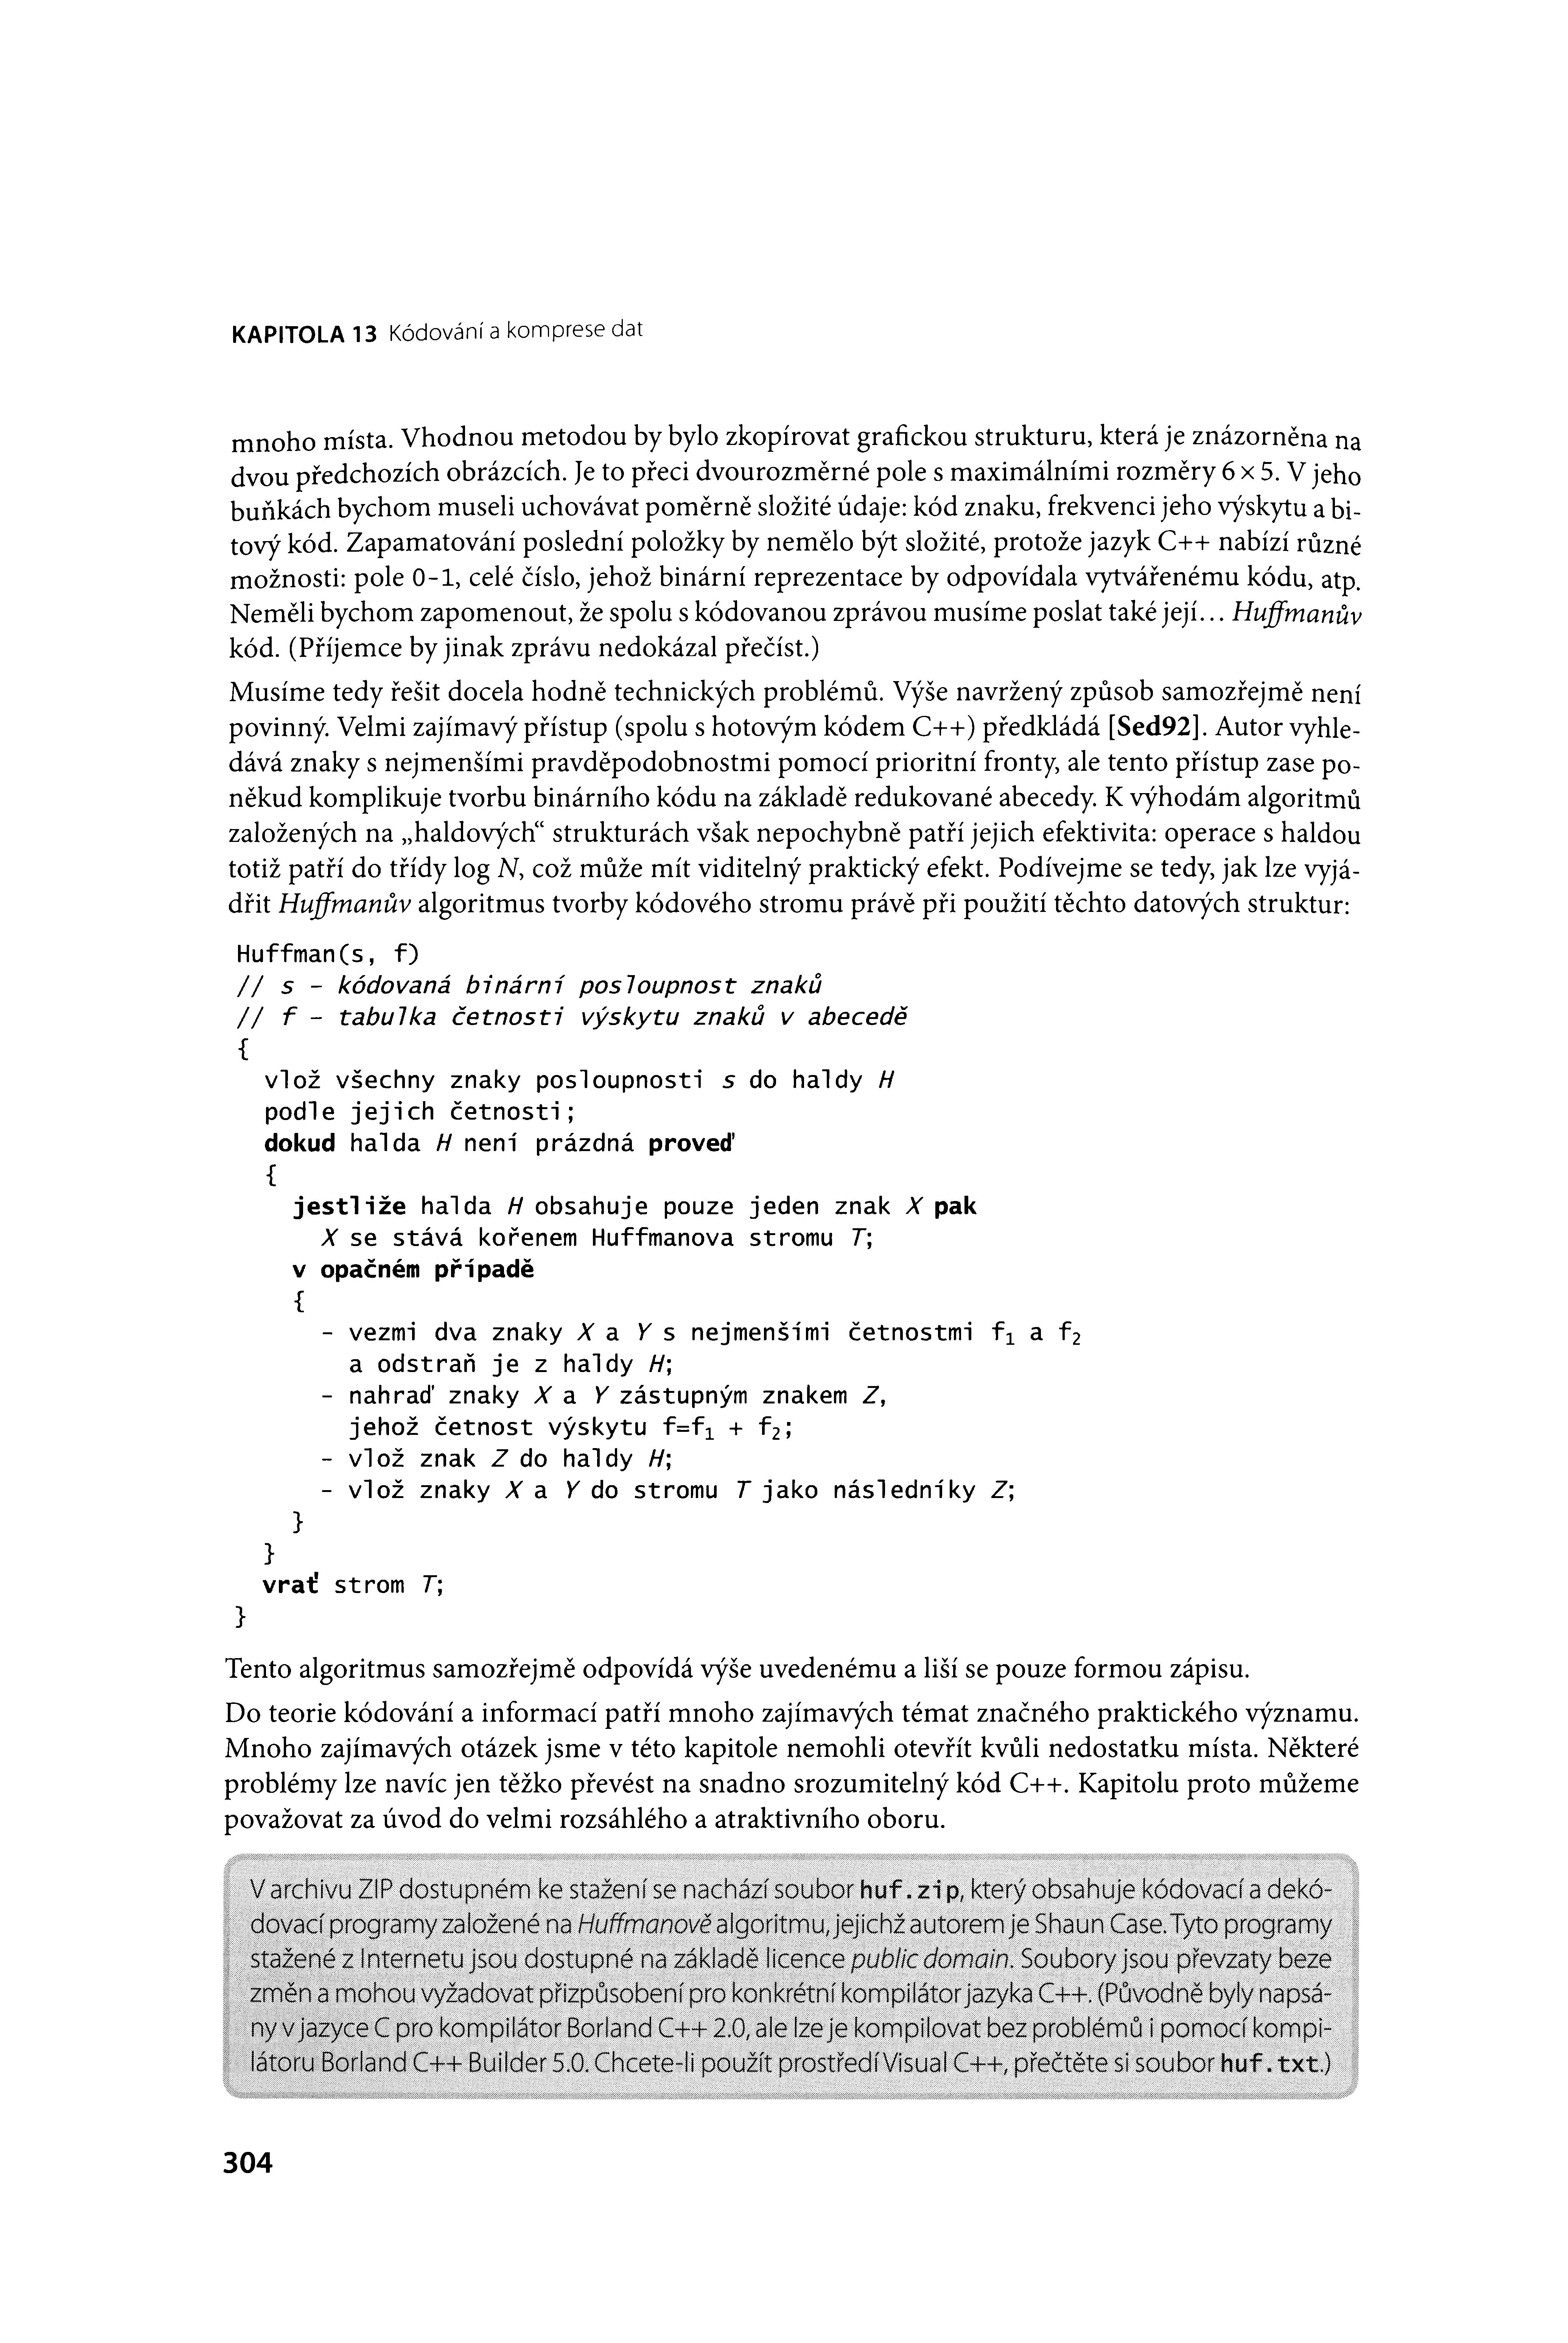 KAPITOLA 13 Kódování a komprese dat
mnoho místa. Vhodnou metodou by bylo zkopírovat grafickou strukturu, která je znázorněna na
dvou předchozích obrázcích. Je to přeci dvourozměrné pole s maximálními rozměry 6 × 5. V jeho
buňkách bychom museli uchovávat poměrně složité údaje: kód znaku, frekvenci jeho výskytu a bi-
tový kód. Zapamatování poslední položky by nemělo být složité, protože jazyk C++ nabízí různé
možnosti: pole 0-1, celé číslo, jehož binární reprezentace by odpovídala vytvářenému kódu, atp.
Neměli bychom zapomenout, že spolu s kódovanou zprávou musíme poslat také její... Huffmanův
kód. (Příjemce by jinak zprávu nedokázal přečíst.)
Musíme tedy řešit docela hodně technických problémů. Výše navržený způsob samozřejmě není
povinný. Velmi zajímavý přístup (spolu s hotovým kódem C++) předkládá [Sed92]. Autor vyhle-
dává znaky s nejmenšími pravděpodobnostmi pomocí prioritní fronty, ale tento přístup zase po-
někud komplikuje tvorbu binárního kódu na základě redukované abecedy. K výhodám algoritmů
založených na „haldových“ strukturách však nepochybně patří jejich efektivita: operace s haldou
totiž patří do třídy log N, což může mít viditelný praktický efekt. Podívejme se tedy, jak lze vyjá-
dřit Huffmanův algoritmus tvorby kódového stromu právě při použití těchto datových struktur:
Huffman(s, f)
// s - kódovaná binární posloupnost znaků
// f - tabulka četnosti výskytu znaků v abecedě
{
vlož všechny znaky posloupnosti s do haldy H
podle jejich četnosti;
dokud halda H není prázdná proveď
{
jestliže halda H obsahuje pouze jeden znak X pak
X se stává kořenem Huffmanova stromu T;
v opačném případě
{
- vezmi dva znaky X a Y s nejmenšími četnostmi f₁ a f₂
a odstraň je z haldy H;
- nahraď znaky X a Y zástupným znakem Z,
jehož četnost výskytu f=f₁ + f₂;
- vlož znak Z do haldy H;
- vlož znaky X a Y do stromu T jako následníky Z;
}
}
vrať strom T;
}
Tento algoritmus samozřejmě odpovídá výše uvedenému a liší se pouze formou zápisu.
Do teorie kódování a informací patří mnoho zajímavých témat značného praktického významu.
Mnoho zajímavých otázek jsme v této kapitole nemohli otevřít kvůli nedostatku místa. Některé
problémy lze navíc jen těžko převést na snadno srozumitelný kód C++. Kapitolu proto můžeme
považovat za úvod do velmi rozsáhlého a atraktivního oboru.
V archivu ZIP dostupném ke stažení se nachází soubor huf.zip, který obsahuje kódovací a dekó-
dovací programy založené na Huffmanově algoritmu, jejichž autorem je Shaun Case. Tyto programy
stažené z Internetu jsou dostupné na základě licence public domain. Soubory jsou převzaty beze
změn a mohou vyžadovat přizpůsobení pro konkrétní kompilátor jazyka C++. (Původně byly napsá-
ny v jazyce C pro kompilátor Borland C++ 2.0, ale lze je kompilovat bez problémů i pomocí kompi-
látoru Borland C++ Builder 5.0. Chcete-li použít prostředí Visual C++, přečtěte si soubor huf.txt.)
304